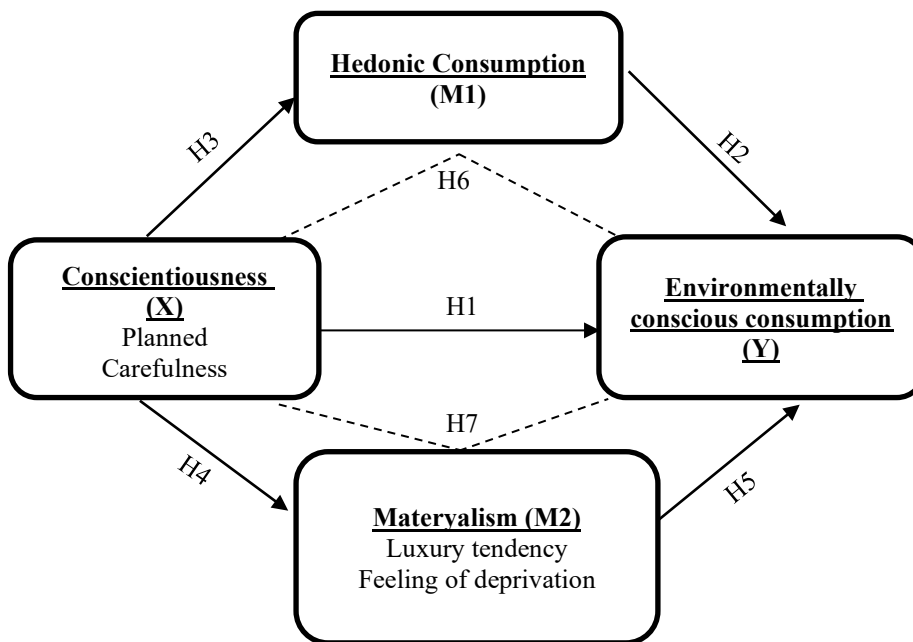 Hedonic Consumption
(M1)
H3
H2
H6
Conscientiousness
(X)
Planned
Carefulness
H1
Environmentally
conscious consumption
(Y)
H7
H4
H5
Materyalism (M2)
Luxury tendency
Feeling of deprivation